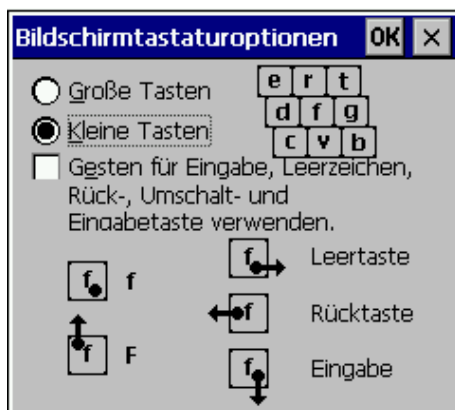 Bildschirmtastaturoptionen OK ×
Große Tasten
Kleine Tasten
e r t
d f g
c v b
Gesten für Eingabe, Leerzeichen,
Rück-, Umschalt- und
Eingabetaste verwenden.
f f
f F
f Leertaste
f Rücktaste
f Eingabe